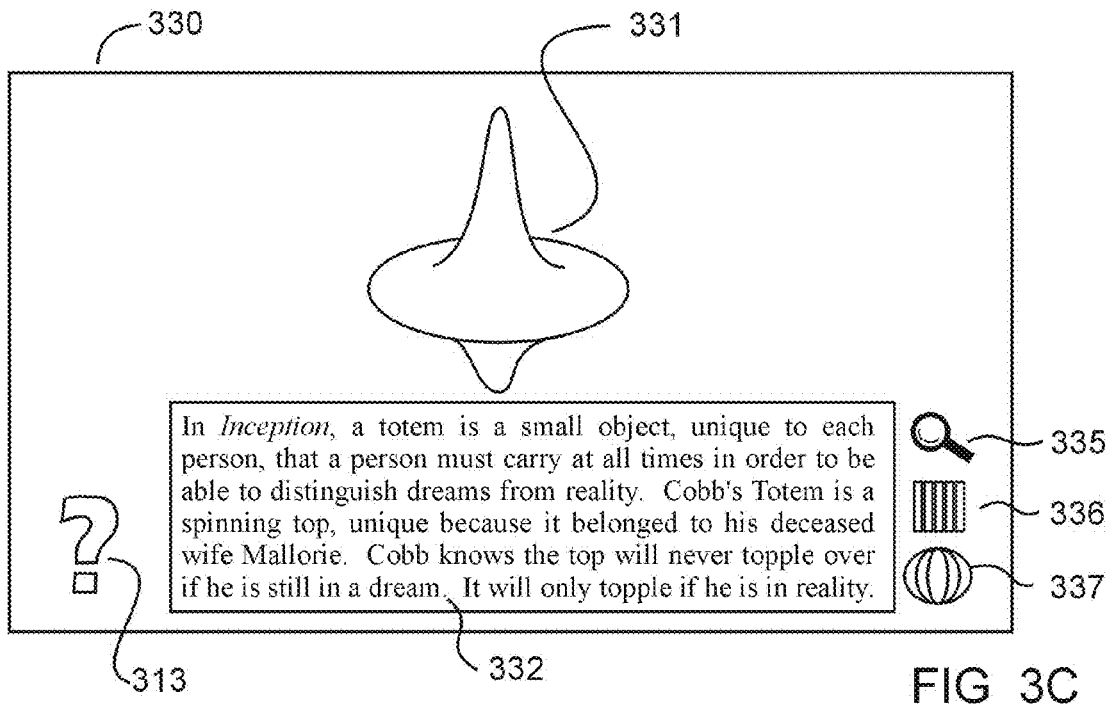 330
331
In Inception, a totem is a small object, unique to each
person, that a person must carry at all times in order to be
able to distinguish dreams from reality. Cobb's Totem is a
spinning top, unique because it belonged to his deceased
wife Mallorie. Cobb knows the top will never topple over
if he is still in a dream. It will only topple if he is in reality.
?
335
336
337
313
332
FIG 3C